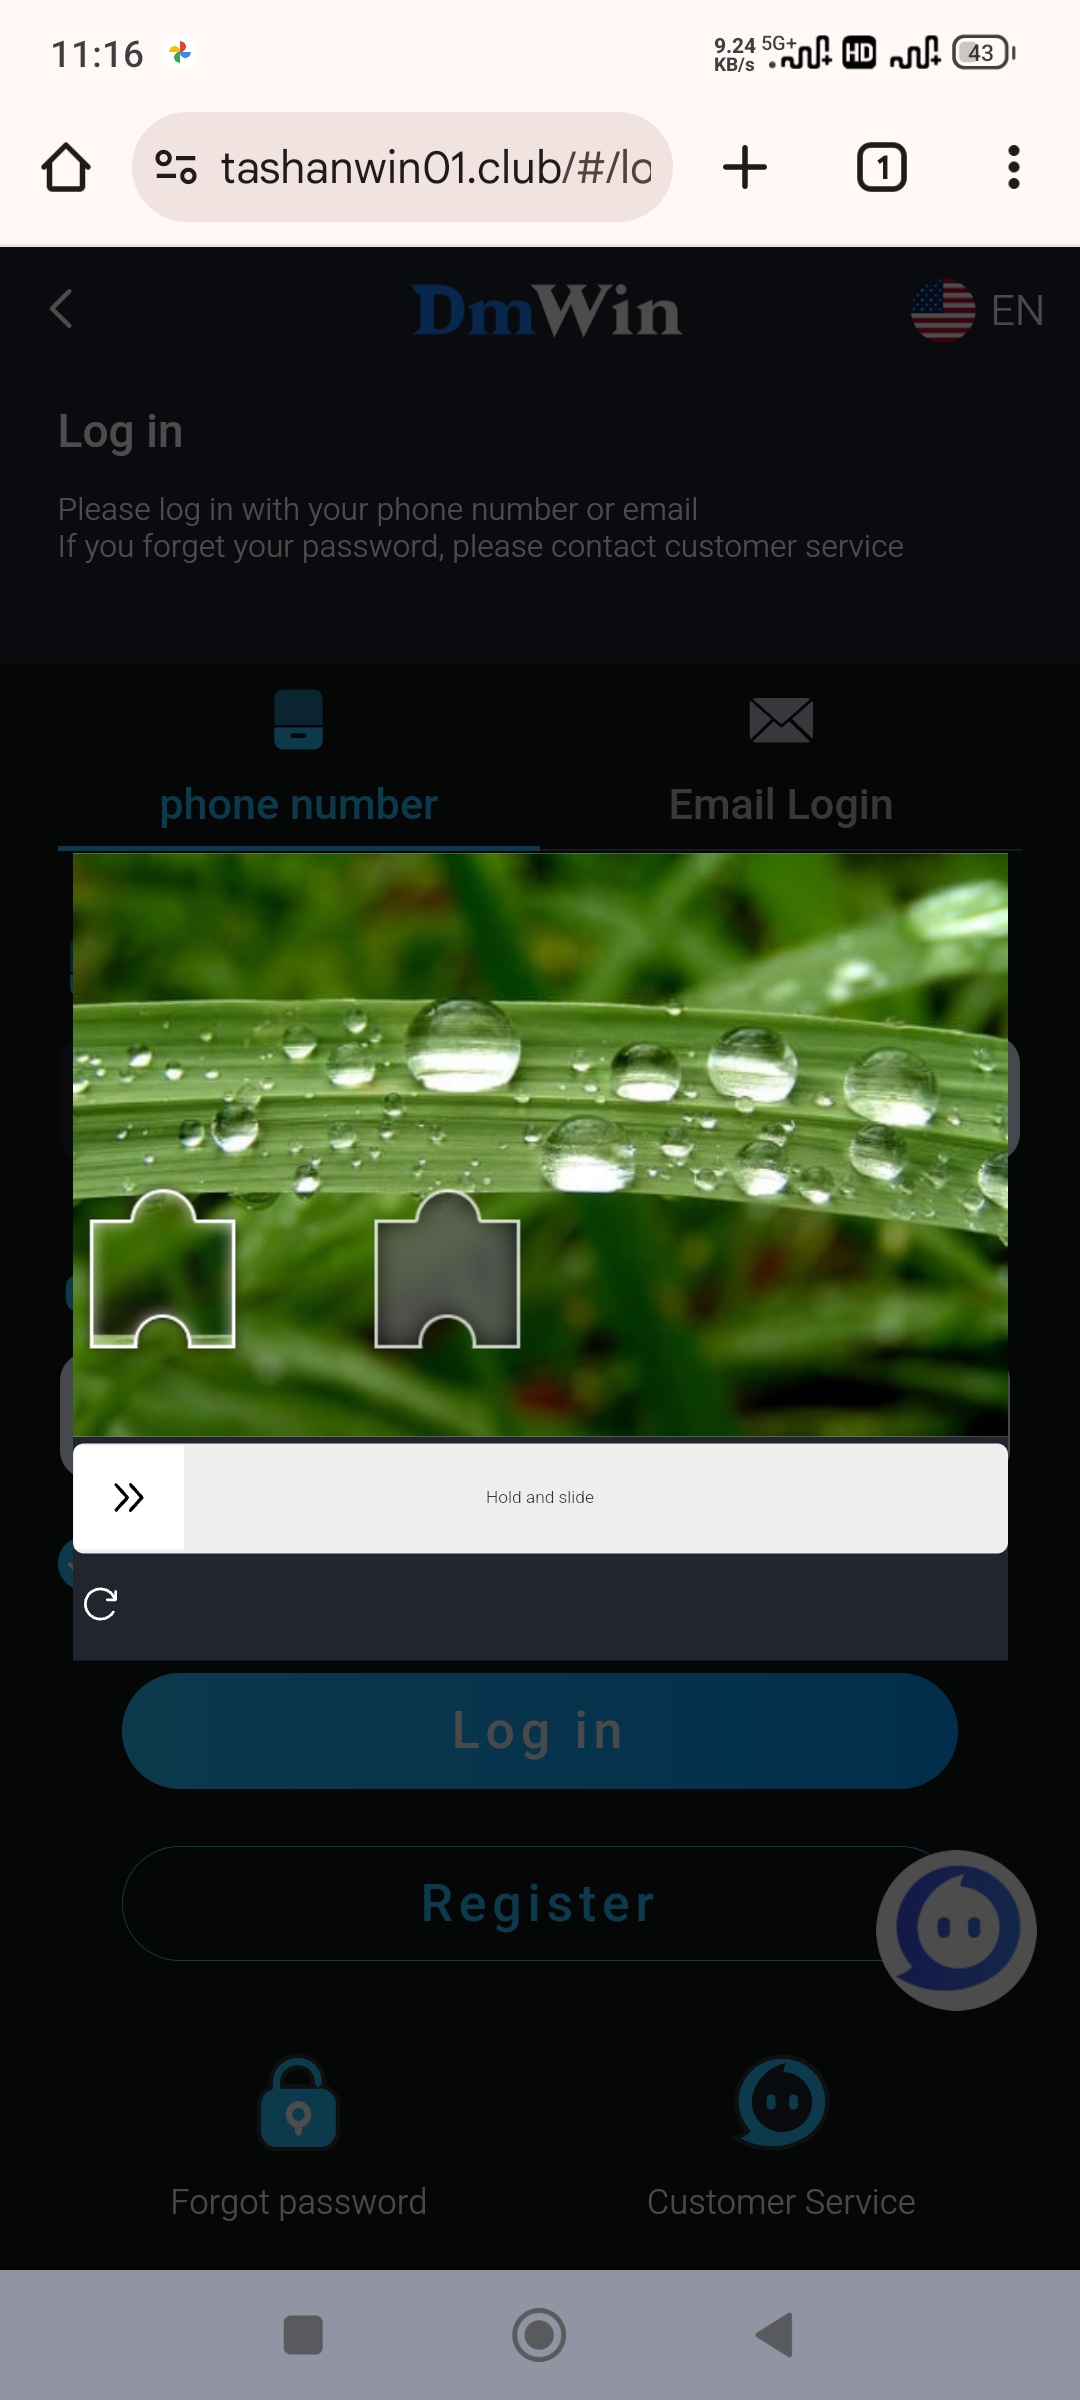 11:16
9.24 KB/s 5G+ HD 43
tashanwin01.club/#/lo
1
DmWin
EN
Log in
Please log in with your phone number or email
If you forget your password, please contact customer service
phone number
Email Login
Hold and slide
Log in
Register
Forgot password
Customer Service